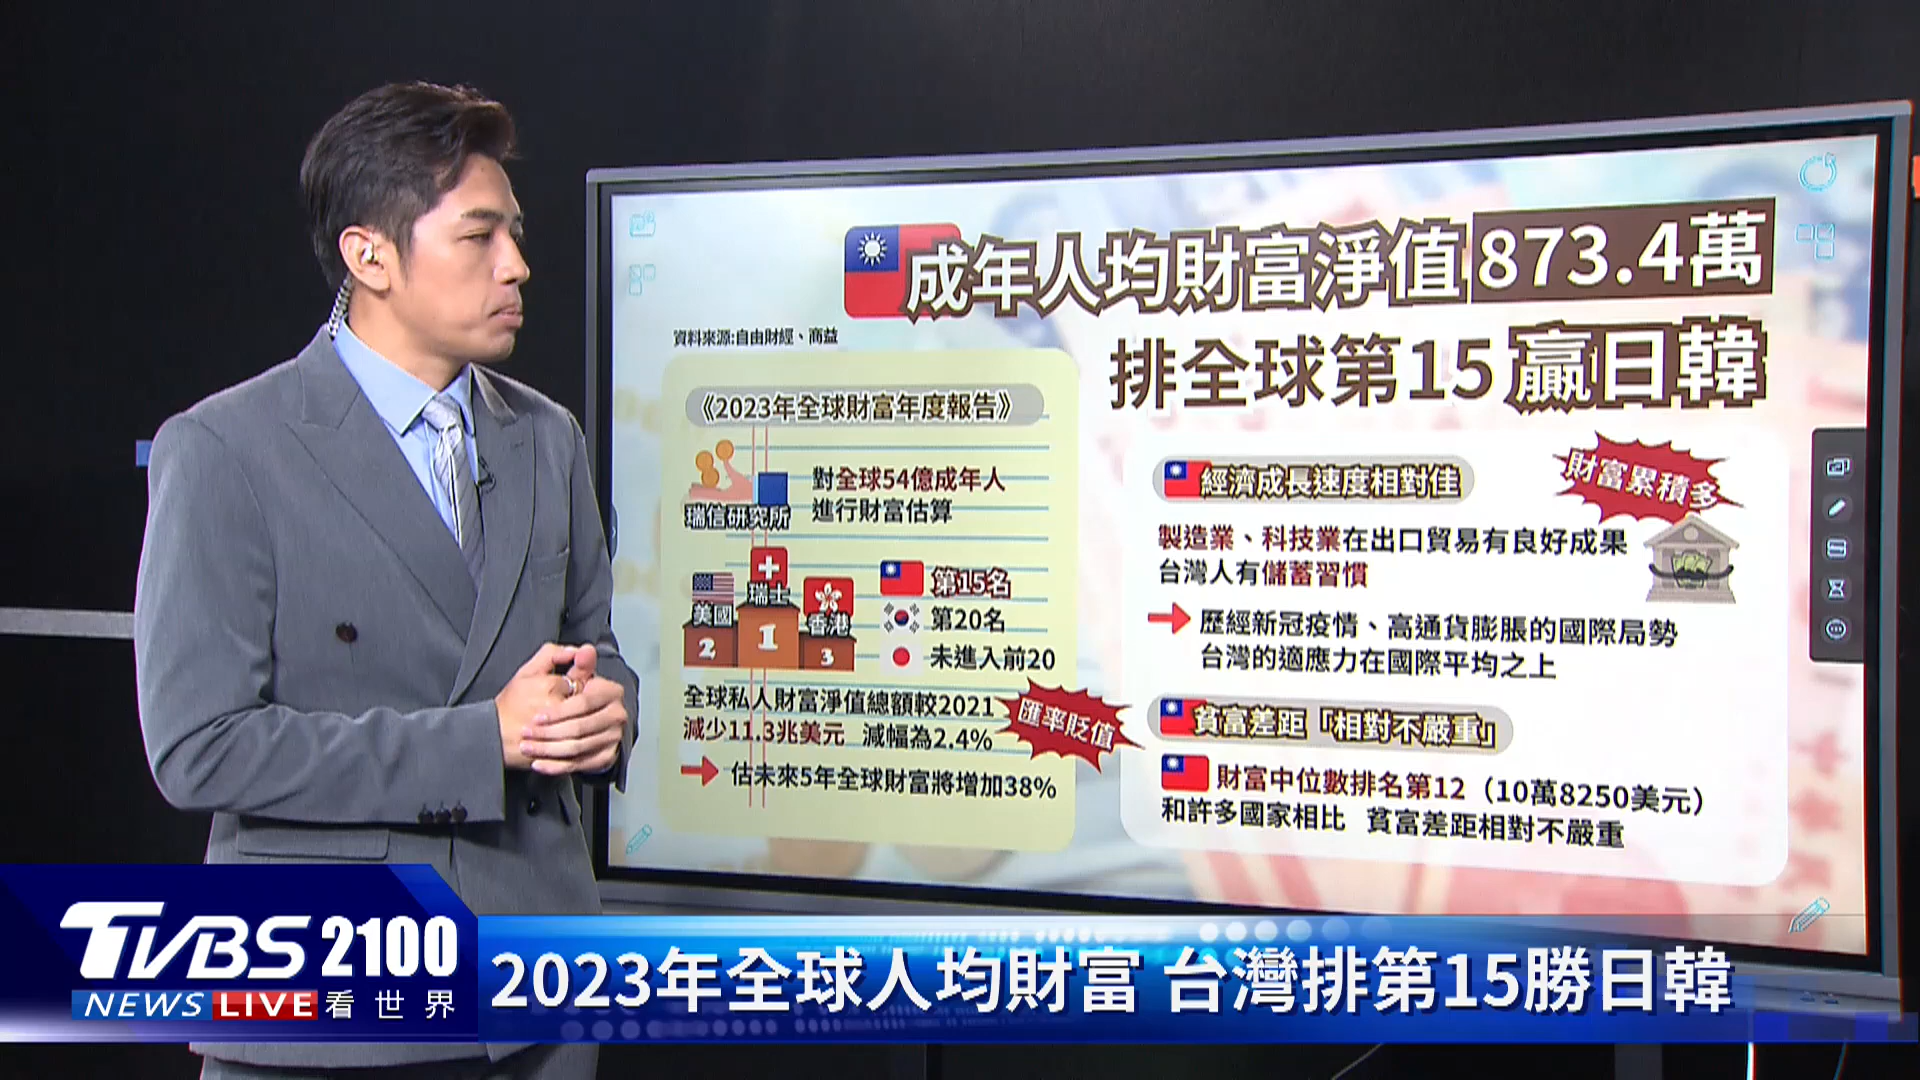 成年人均財富淨值873.4萬
排全球第15 贏日韓
資料來源:自由財經、商益
《2023年全球財富年度報告》
瑞信研究所
對全球54億成年人
進行財富估算
美國
2
瑞士
1
香港
3
第15名
第20名
未進入前20
全球私人財富淨值總額較2021
減少11.3兆美元 減幅為2.4%
匯率貶值
估未來5年全球財富將增加38%
經濟成長速度相對佳
財富累積多
製造業、科技業在出口貿易有良好成果
台灣人有儲蓄習慣
歷經新冠疫情、高通貨膨脹的國際局勢
台灣的適應力在國際平均之上
貧富差距「相對不嚴重」
財富中位數排名第12（10萬8250美元）
和許多國家相比 貧富差距相對不嚴重
TVBS 2100
NEWS LIVE 看世界
2023年全球人均財富 台灣排第15勝日韓